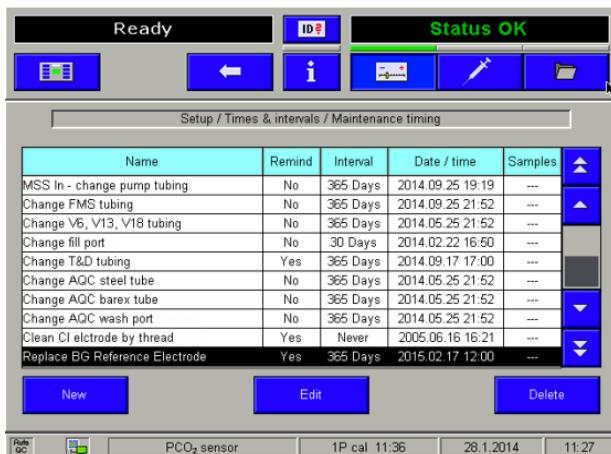 Ready
ID?
Status OK
i
Setup / Times & intervals / Maintenance timing
Name Remind Interval Date / time Samples
MSS In - change pump tubing No 365 Days 2014.09.25 19:19 ---
Change FMS tubing No 365 Days 2014.09.25 21:52 ---
Change V6, V13, V18 tubing No 365 Days 2014.05.25 21:52 ---
Change fill port No 30 Days 2014.02.22 16:50 ---
Change T&D tubing Yes 365 Days 2014.09.17 17:00 ---
Change AQC steel tube No 365 Days 2014.05.25 21:52 ---
Change AQC barex tube No 365 Days 2014.05.25 21:52 ---
Change AQC wash port No 365 Days 2014.05.25 21:52 ---
Clean Cl elctrode by thread Yes Never 2005.06.16 16:21 ---
Replace BG Reference Electrode Yes 365 Days 2015.02.17 12:00 ---
New Edit Delete
Auto QC PCO₂ sensor 1P cal 11:36 28.1.2014 11:27